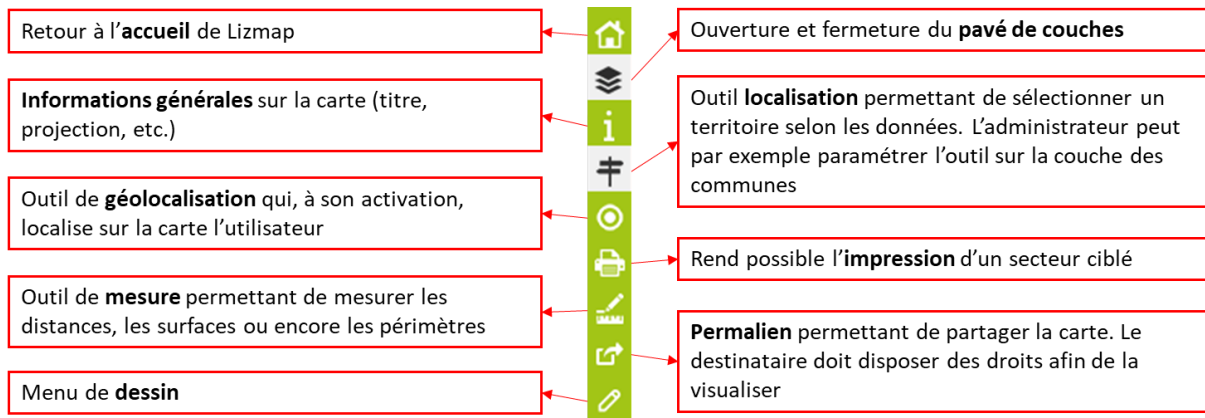 Retour à l’accueil de Lizmap
Informations générales sur la carte (titre,
projection, etc.)
Outil de géolocalisation qui, à son activation,
localise sur la carte l’utilisateur
Outil de mesure permettant de mesurer les
distances, les surfaces ou encore les périmètres
Menu de dessin
Ouverture et fermeture du pavé de couches
Outil localisation permettant de sélectionner un
territoire selon les données. L’administrateur peut
par exemple paramétrer l’outil sur la couche des
communes
Rend possible l’impression d’un secteur ciblé
Permalien permettant de partager la carte. Le
destinataire doit disposer des droits afin de la
visualiser